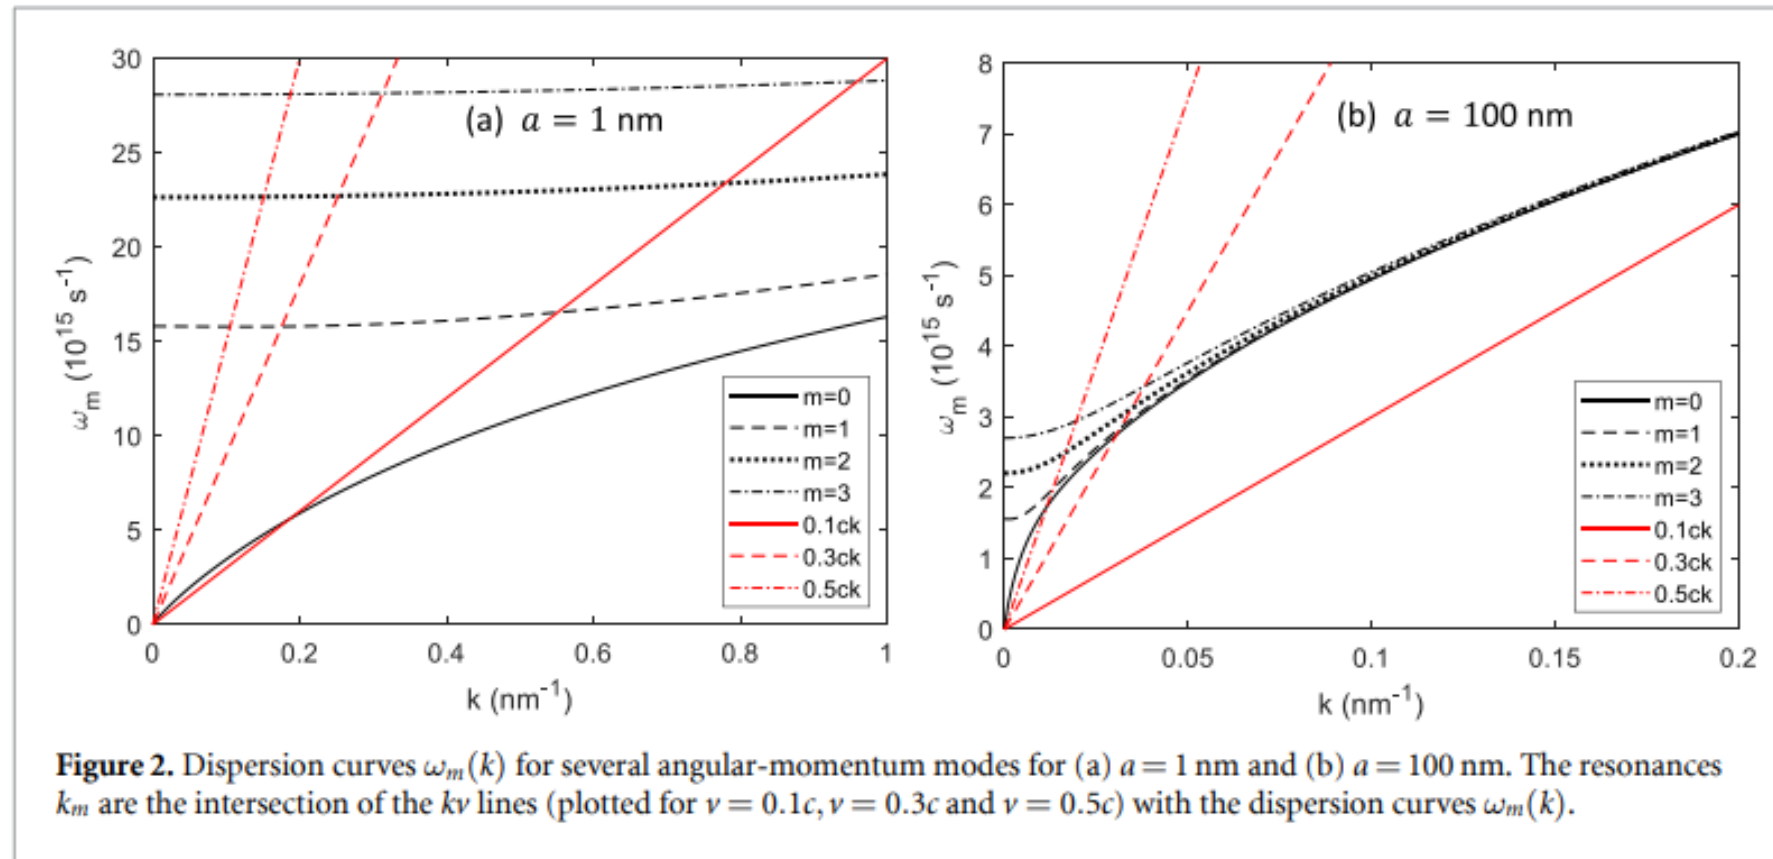 30
25
20
15
10
5
0
ωm (10^15 s^-1)
(a) a = 1 nm
m=0
m=1
m=2
m=3
0.1ck
0.3ck
0.5ck
0 0.2 0.4 0.6 0.8 1
k (nm^-1)
8
7
6
5
4
3
2
1
0
ωm (10^15 s^-1)
(b) a = 100 nm
m=0
m=1
m=2
m=3
0.1ck
0.3ck
0.5ck
0 0.05 0.1 0.15 0.2
k (nm^-1)
Figure 2. Dispersion curves ωm(k) for several angular-momentum modes for (a) a = 1 nm and (b) a = 100 nm. The resonances
km are the intersection of the kv lines (plotted for v = 0.1c, v = 0.3c and v = 0.5c) with the dispersion curves ωm(k).